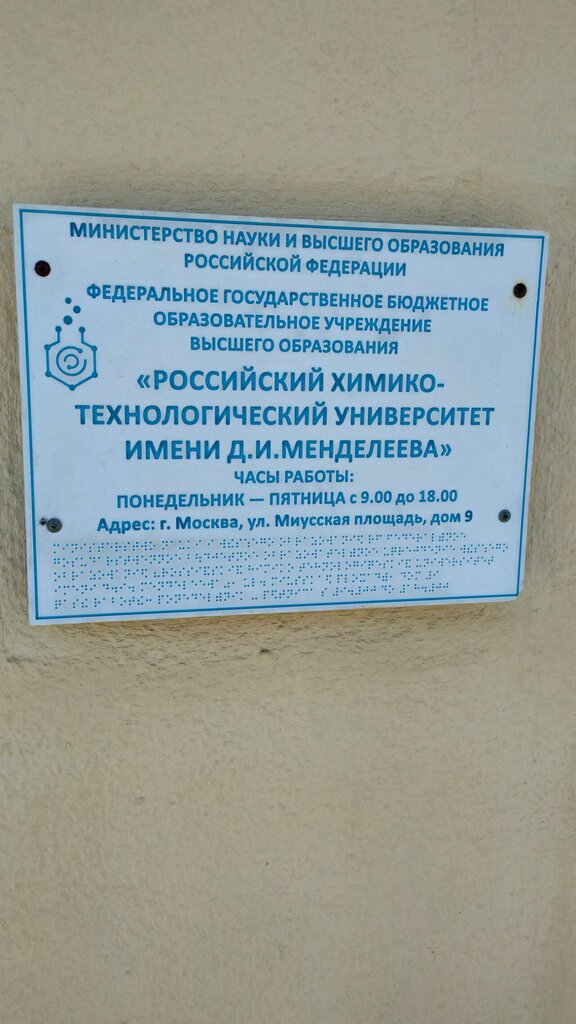 МИНИСТЕРСТВО НАУКИ И ВЫСШЕГО ОБРАЗОВАНИЯ
РОССИЙСКОЙ ФЕДЕРАЦИИ
ФЕДЕРАЛЬНОЕ ГОСУДАРСТВЕННОЕ БЮДЖЕТНОЕ
ОБРАЗОВАТЕЛЬНОЕ УЧРЕЖДЕНИЕ
ВЫСШЕГО ОБРАЗОВАНИЯ
«РОССИЙСКИЙ ХИМИКО-
ТЕХНОЛОГИЧЕСКИЙ УНИВЕРСИТЕТ
ИМЕНИ Д.И.МЕНДЕЛЕЕВА»
ЧАСЫ РАБОТЫ:
ПОНЕДЕЛЬНИК — ПЯТНИЦА с 9.00 до 18.00
Адрес: г. Москва, ул. Миусская площадь, дом 9